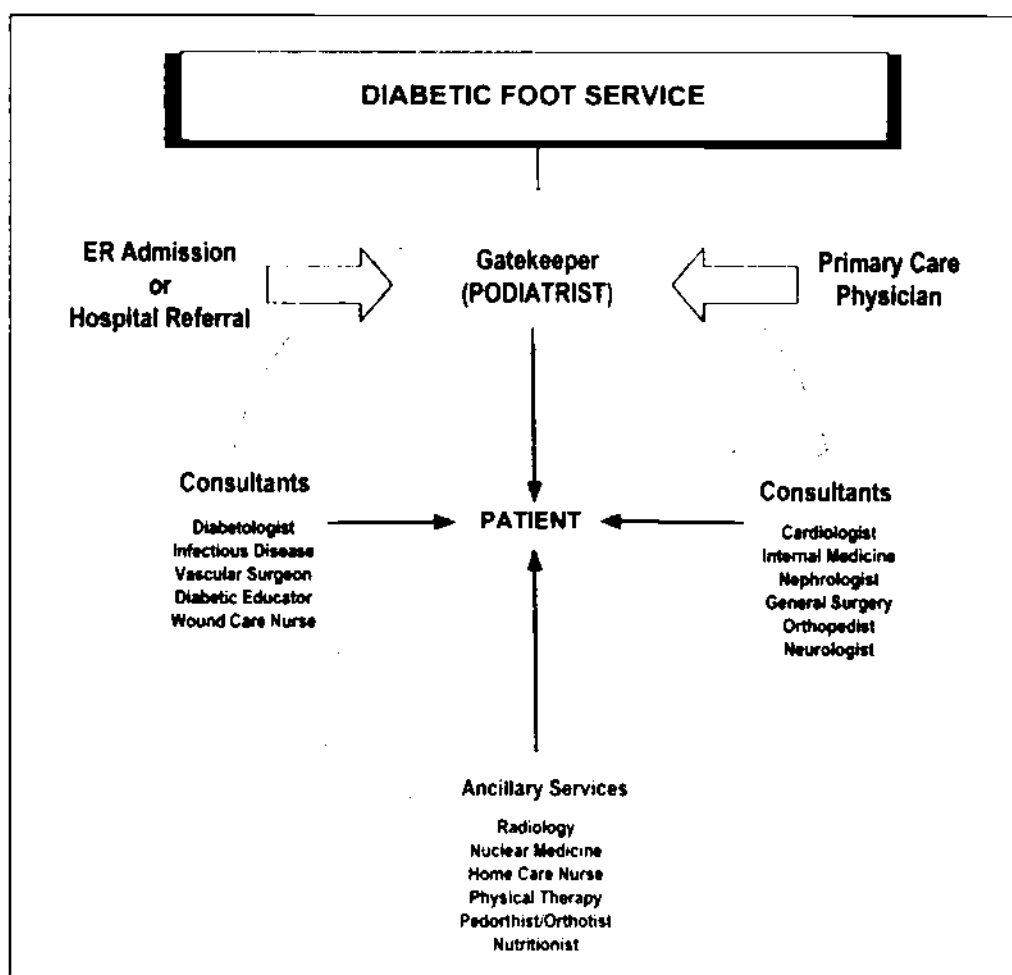 DIABETIC FOOT SERVICE
ER Admission
or
Hospital Referral
Gatekeeper
(PODIATRIST)
Primary Care
Physician
Consultants
Diabetologist
Infectious Disease
Vascular Surgeon
Diabetic Educator
Wound Care Nurse
PATIENT
Consultants
Cardiologist
Internal Medicine
Nephrologist
General Surgery
Orthopedist
Neurologist
Ancillary Services
Radiology
Nuclear Medicine
Home Care Nurse
Physical Therapy
Pedorthist/Orthotist
Nutritionist